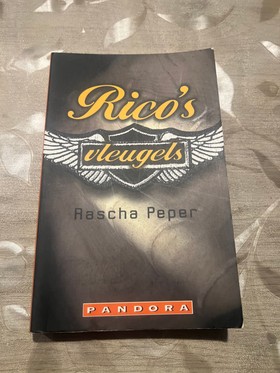 Rico's
vleugels
Rascha Peper
PANDORA